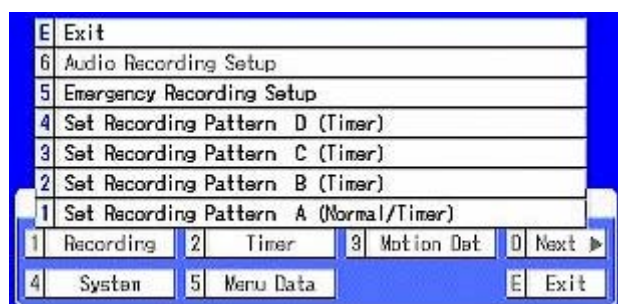 E Exit
6 Audio Recording Setup
5 Emergency Recording Setup
4 Set Recording Pattern D (Timer)
3 Set Recording Pattern C (Timer)
2 Set Recording Pattern B (Timer)
1 Set Recording Pattern A (Normal/Timer)
1 Recording 2 Timer 3 Motion Det 0 Next ▶
4 System 5 Menu Data E Exit